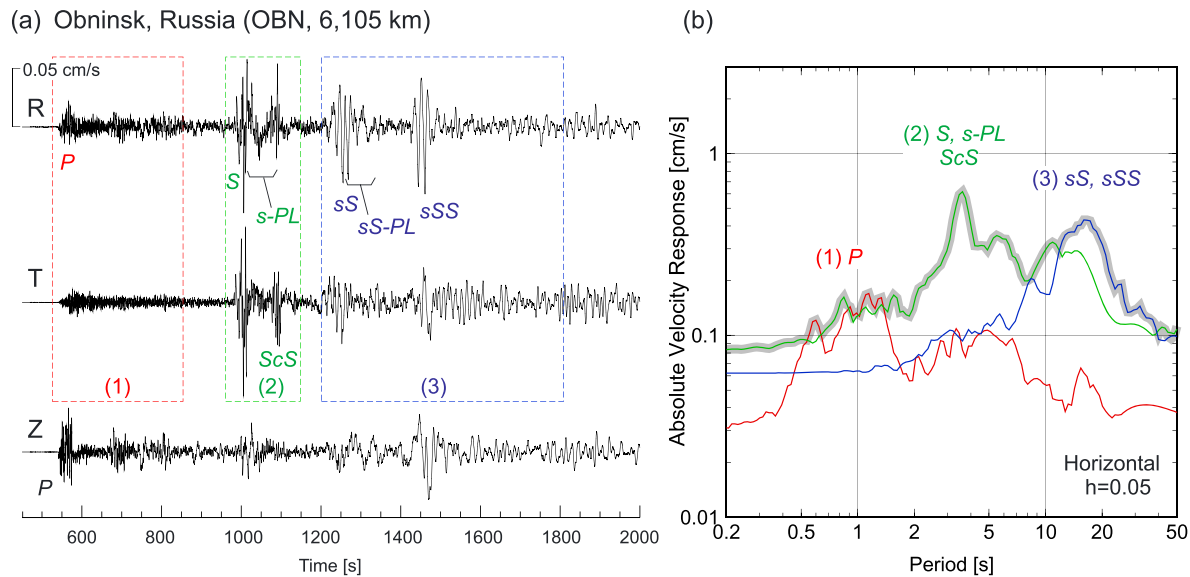 (a) Obninsk, Russia (OBN, 6,105 km)
0.05 cm/s
R
P
S
s-PL
sS
sS-PL
sSS
T
ScS
(1)
(2)
(3)
Z
P
600
800
1000
1200
1400
1600
1800
2000
Time [s]
(b)
Absolute Velocity Response [cm/s]
1
0.1
0.01
(2) S, s-PL
ScS
(3) sS, sSS
(1) P
Horizontal
h=0.05
0.2
0.5
1
2
5
10
20
50
Period [s]